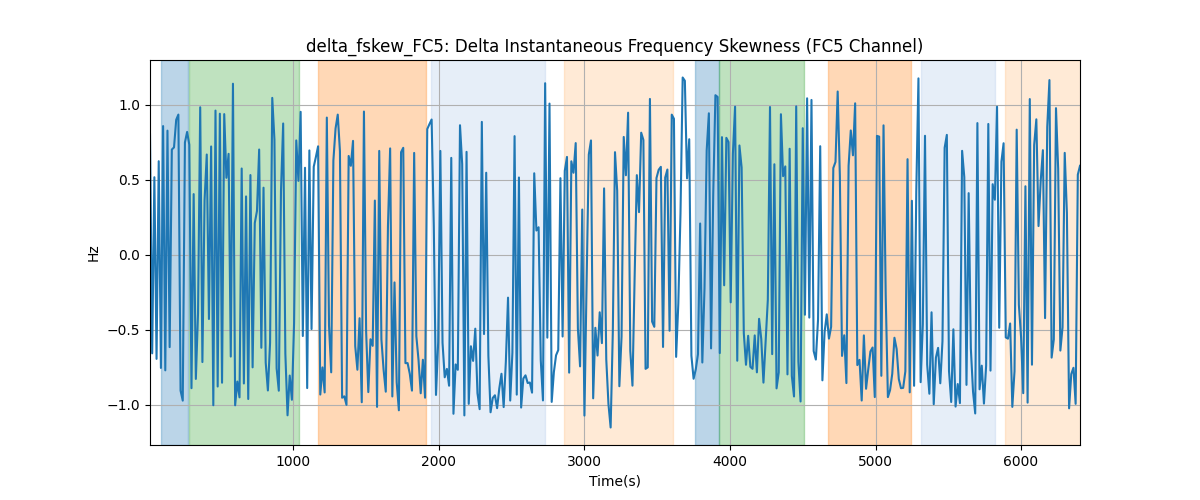 delta_fskew_FC5: Delta Instantaneous Frequency Skewness (FC5 Channel)
1.0
0.5
0.0
−0.5
−1.0
Hz
1000 2000 3000 4000 5000 6000
Time(s)